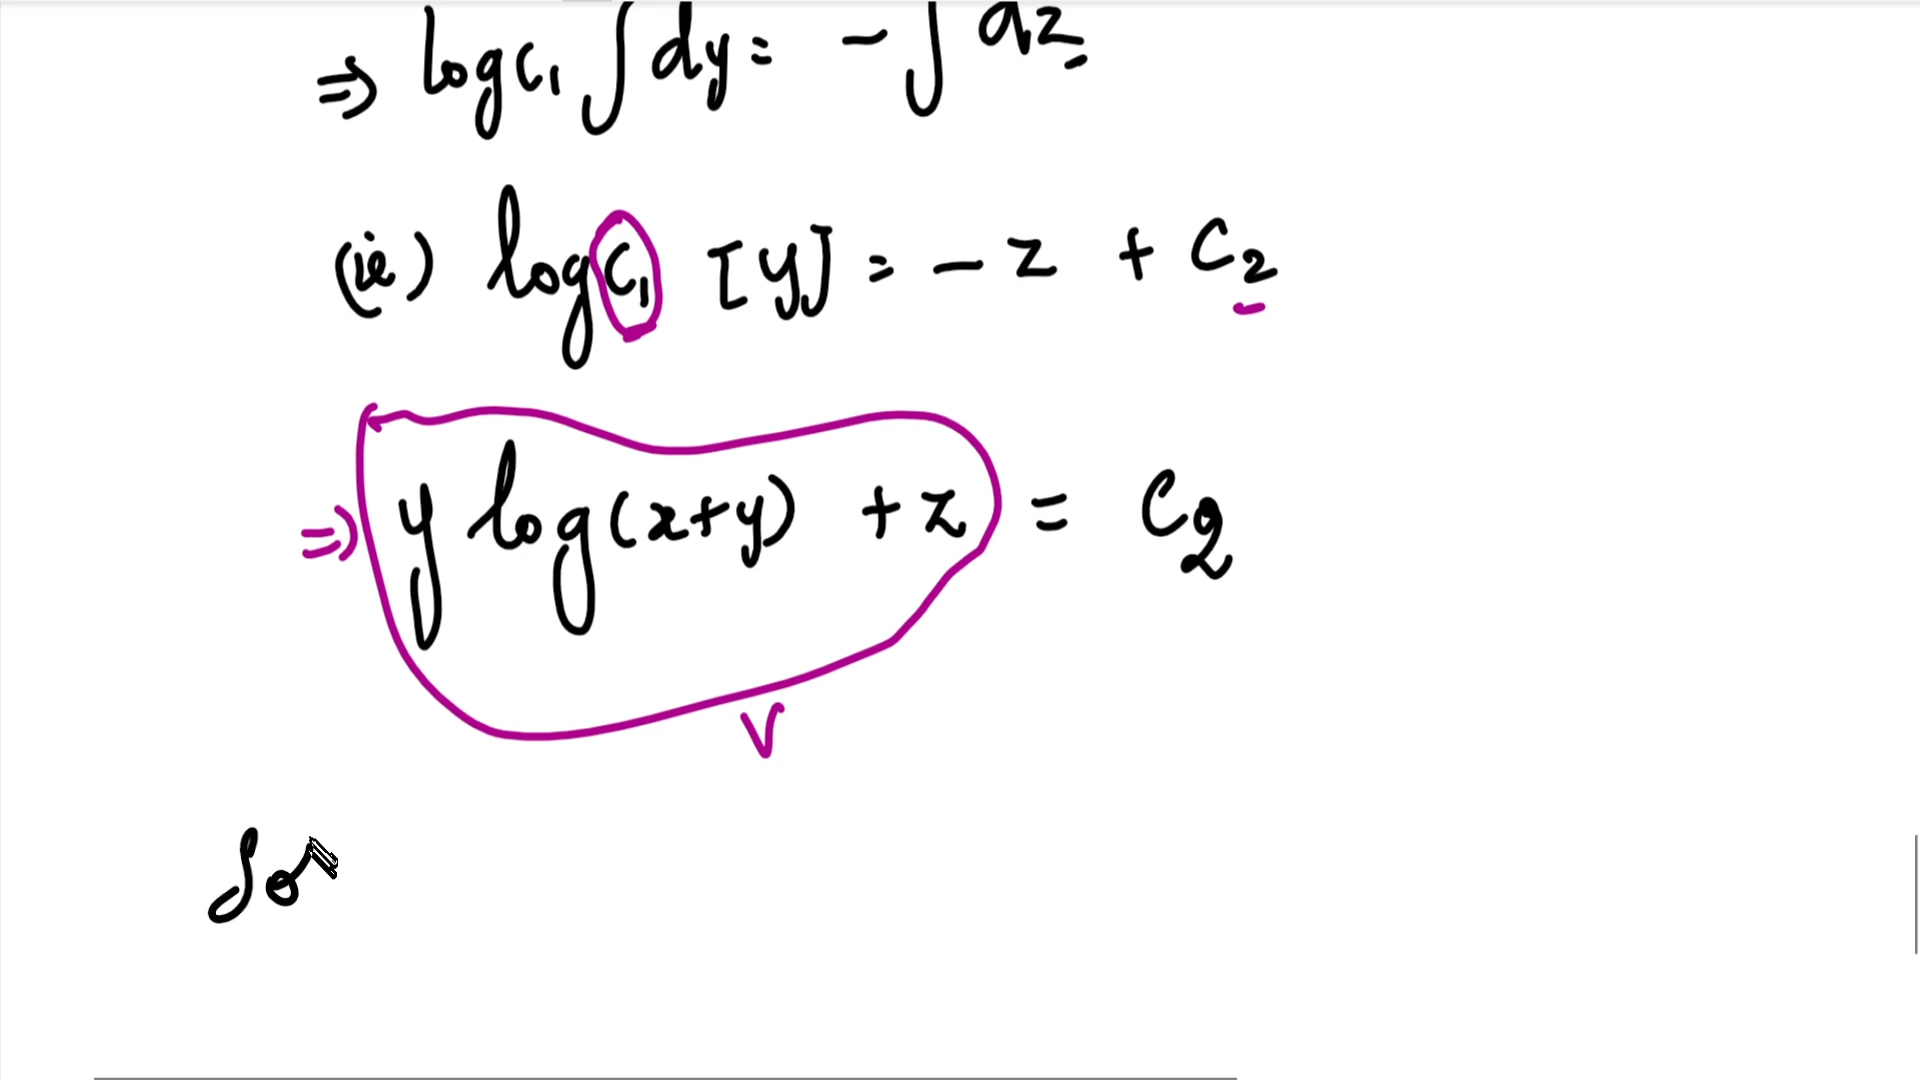 ⇒ log c₁ ∫ dy = - ∫ dz
(ie) log c₁ [y] = - z + c₂
⇒ y log(x+y) + z = c₂
V
Sol